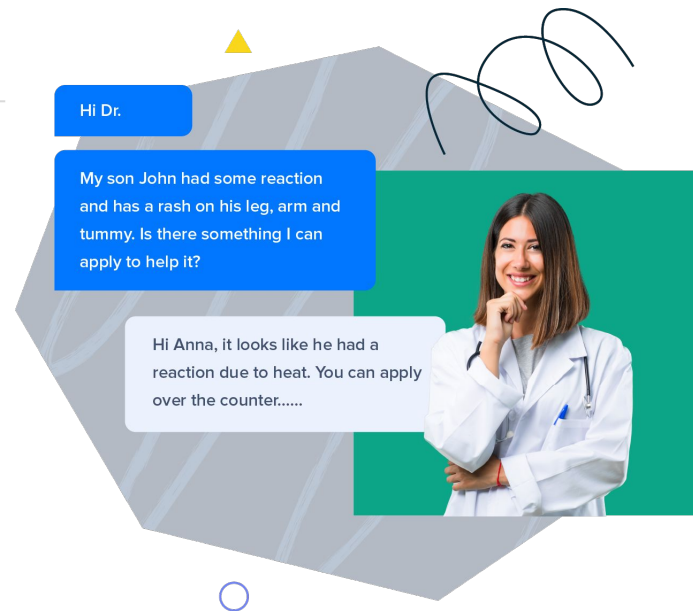 Hi Dr.
My son John had some reaction
and has a rash on his leg, arm and
tummy. Is there something I can
apply to help it?
Hi Anna, it looks like he had a
reaction due to heat. You can apply
over the counter......